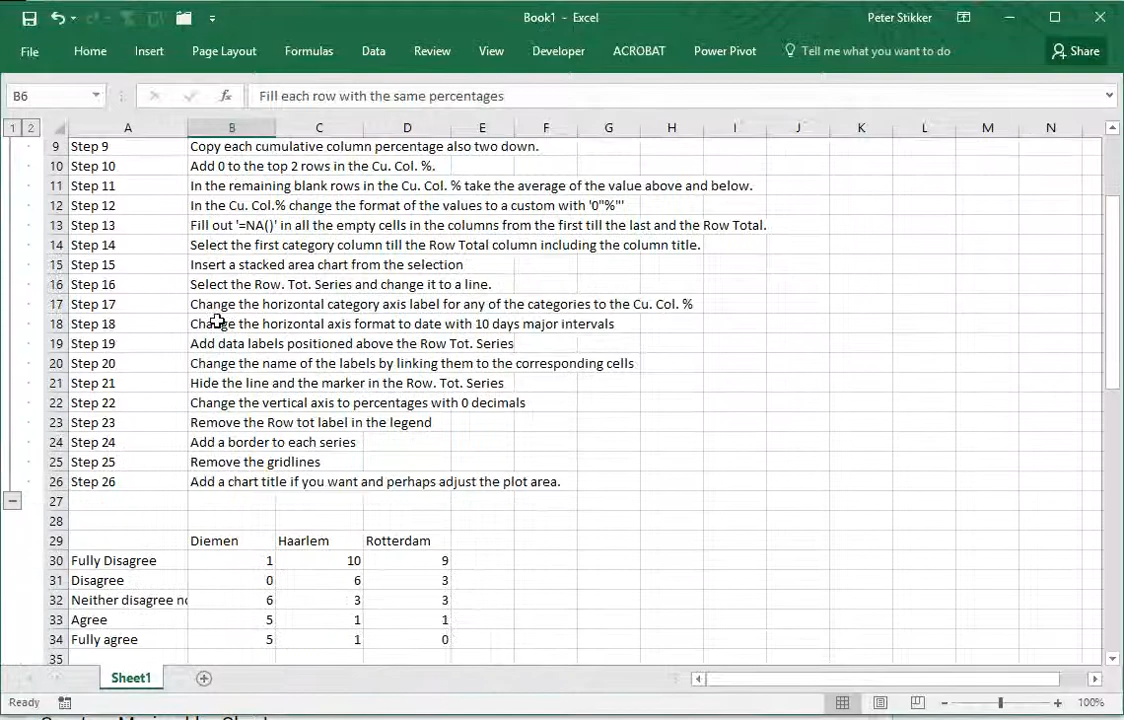 Book1 - Excel
Peter Stikker
File Home Insert Page Layout Formulas Data Review View Developer ACROBAT Power Pivot Tell me what you want to do Share
B6 fx Fill each row with the same percentages
1 2 A B C D E F G H I J K L M N
9 Step 9 Copy each cumulative column percentage also two down.
10 Step 10 Add 0 to the top 2 rows in the Cu. Col. %.
11 Step 11 In the remaining blank rows in the Cu. Col. % take the average of the value above and below.
12 Step 12 In the Cu. Col.% change the format of the values to a custom with '0"%"'
13 Step 13 Fill out '=NA()' in all the empty cells in the columns from the first till the last and the Row Total.
14 Step 14 Select the first category column till the Row Total column including the column title.
15 Step 15 Insert a stacked area chart from the selection
16 Step 16 Select the Row. Tot. Series and change it to a line.
17 Step 17 Change the horizontal category axis label for any of the categories to the Cu. Col. %
18 Step 18 Change the horizontal axis format to date with 10 days major intervals
19 Step 19 Add data labels positioned above the Row Tot. Series
20 Step 20 Change the name of the labels by linking them to the corresponding cells
21 Step 21 Hide the line and the marker in the Row. Tot. Series
22 Step 22 Change the vertical axis to percentages with 0 decimals
23 Step 23 Remove the Row tot label in the legend
24 Step 24 Add a border to each series
25 Step 25 Remove the gridlines
26 Step 26 Add a chart title if you want and perhaps adjust the plot area.
27
28
29 Diemen Haarlem Rotterdam
30 Fully Disagree 1 10 9
31 Disagree 0 6 3
32 Neither disagree no 6 3 3
33 Agree 5 1 1
34 Fully agree 5 1 0
35
Sheet1
Ready 100%